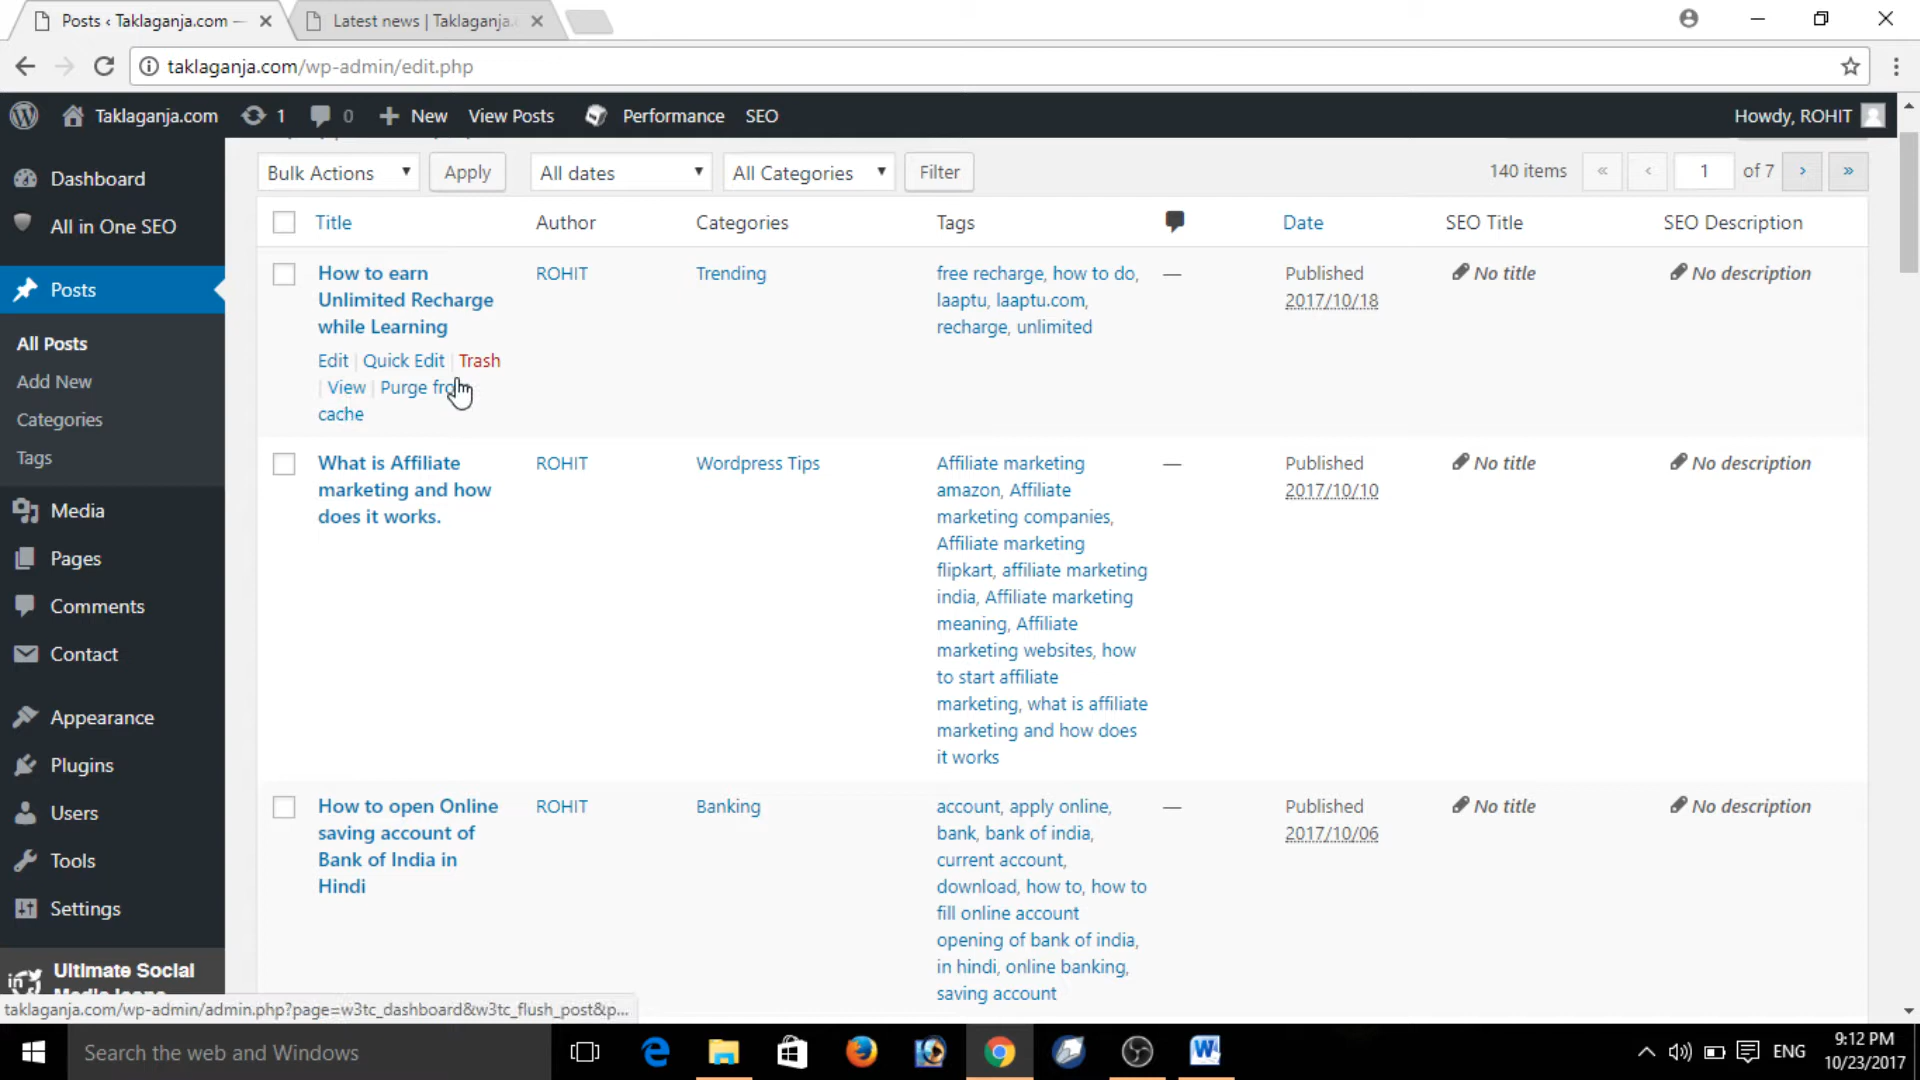 Posts ‹ Taklaganja.com —
Latest news | Taklaganja.
taklaganja.com/wp-admin/edit.php
Taklaganja.com 1 0 New View Posts Performance SEO Howdy, ROHIT
Dashboard
All in One SEO
Posts
All Posts
Add New
Categories
Tags
Media
Pages
Comments
Contact
Appearance
Plugins
Users
Tools
Settings
Ultimate Social
Bulk Actions Apply All dates All Categories Filter 140 items « ‹ 1 of 7 › »
Title Author Categories Tags Date SEO Title SEO Description
How to earn
Unlimited Recharge
while Learning
Edit | Quick Edit | Trash
| View | Purge from
cache
ROHIT
Trending
free recharge, how to do,
laaptu, laaptu.com,
recharge, unlimited
—
Published
2017/10/18
No title
No description
What is Affiliate
marketing and how
does it works.
ROHIT
Wordpress Tips
Affiliate marketing
amazon, Affiliate
marketing companies,
Affiliate marketing
flipkart, affiliate marketing
india, Affiliate marketing
meaning, Affiliate
marketing websites, how
to start affiliate
marketing, what is affiliate
marketing and how does
it works
—
Published
2017/10/10
No title
No description
How to open Online
saving account of
Bank of India in
Hindi
ROHIT
Banking
account, apply online,
bank, bank of india,
current account,
download, how to, how to
fill online account
opening of bank of india,
in hindi, online banking,
saving account
—
Published
2017/10/06
No title
No description
taklaganja.com/wp-admin/admin.php?page=w3tc_dashboard&w3tc_flush_post&p...
Search the web and Windows
ENG
9:12 PM
10/23/2017